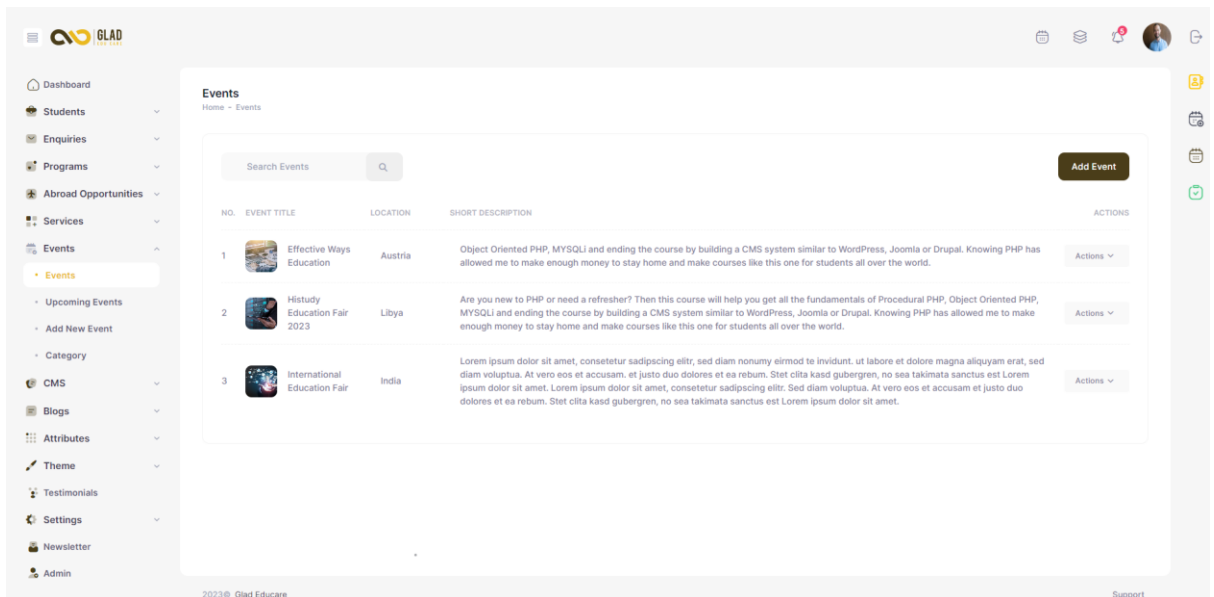 GLAD
5
Dashboard
Students
Enquiries
Programs
Abroad Opportunities
Services
Events
Events
Upcoming Events
Add New Event
Category
CMS
Blogs
Attributes
Theme
Testimonials
Settings
Newsletter
Admin
Events
Home - Events
Search Events
Add Event
NO. EVENT TITLE LOCATION SHORT DESCRIPTION ACTIONS
1
Effective Ways
Education
Austria
Object Oriented PHP, MYSQLi and ending the course by building a CMS system similar to WordPress, Joomla or Drupal. Knowing PHP has
allowed me to make enough money to stay home and make courses like this one for students all over the world.
Actions
2
Histudy
Education Fair
2023
Libya
Are you new to PHP or need a refresher? Then this course will help you get all the fundamentals of Procedural PHP, Object Oriented PHP,
MYSQLi and ending the course by building a CMS system similar to WordPress, Joomla or Drupal. Knowing PHP has allowed me to make
enough money to stay home and make courses like this one for students all over the world.
Actions
3
International
Education Fair
India
Lorem ipsum dolor sit amet, consetetur sadipscing elitr, sed diam nonumy eirmod te invidunt. ut labore et dolore magna aliquyam erat, sed
diam voluptua. At vero eos et accusam. et justo duo dolores et ea rebum. Stet clita kasd gubergren, no sea takimata sanctus est Lorem
ipsum dolor sit amet. Lorem ipsum dolor sit amet, consetetur sadipscing elitr. Sed diam voluptua. At vero eos et accusam et justo duo
dolores et ea rebum. Stet clita kasd gubergren, no sea takimata sanctus est Lorem ipsum dolor sit amet.
Actions
2023© Glad Educare
Support